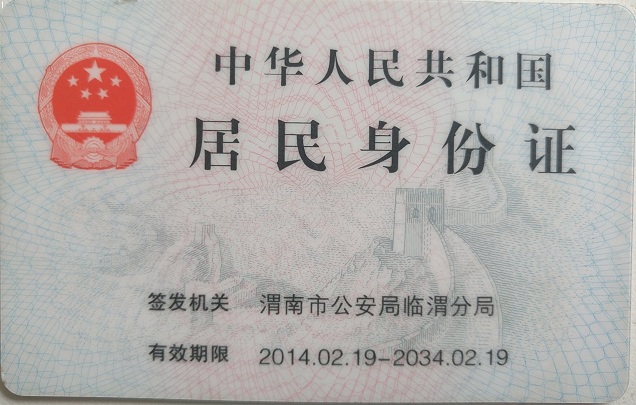 中华人民共和国
居民身份证
签发机关 渭南市公安局临渭分局
有效期限 2014.02.19-2034.02.19